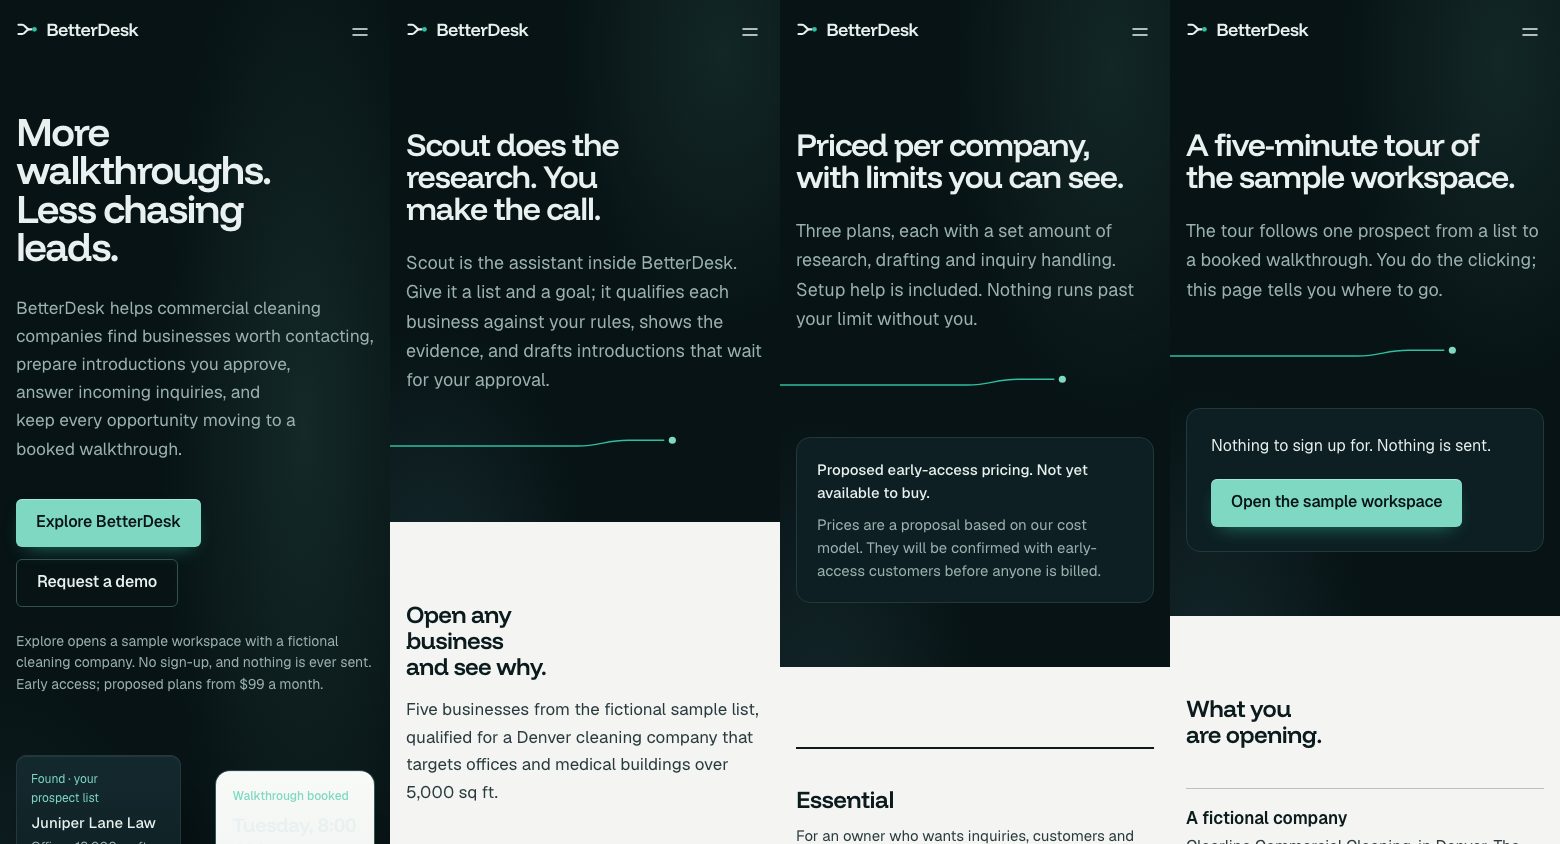 BetterDesk
More
walkthroughs.
Less chasing
leads.
BetterDesk helps commercial cleaning
companies find businesses worth contacting,
prepare introductions you approve,
answer incoming inquiries, and
keep every opportunity moving to a
booked walkthrough.
Explore BetterDesk
Request a demo
Explore opens a sample workspace with a fictional
cleaning company. No sign-up, and nothing is ever sent.
Early access; proposed plans from $99 a month.
Found · your
prospect list
Juniper Lane Law
Walkthrough booked
Tuesday, 8:00
BetterDesk
Scout does the
research. You
make the call.
Scout is the assistant inside BetterDesk.
Give it a list and a goal; it qualifies each
business against your rules, shows the
evidence, and drafts introductions that wait
for your approval.
Open any
business
and see why.
Five businesses from the fictional sample list,
qualified for a Denver cleaning company that
targets offices and medical buildings over
5,000 sq ft.
BetterDesk
Priced per company,
with limits you can see.
Three plans, each with a set amount of
research, drafting and inquiry handling.
Setup help is included. Nothing runs past
your limit without you.
Proposed early-access pricing. Not yet
available to buy.
Prices are a proposal based on our cost
model. They will be confirmed with early-
access customers before anyone is billed.
Essential
For an owner who wants inquiries, customers and
BetterDesk
A five-minute tour of
the sample workspace.
The tour follows one prospect from a list to
a booked walkthrough. You do the clicking;
this page tells you where to go.
Nothing to sign up for. Nothing is sent.
Open the sample workspace
What you
are opening.
A fictional company